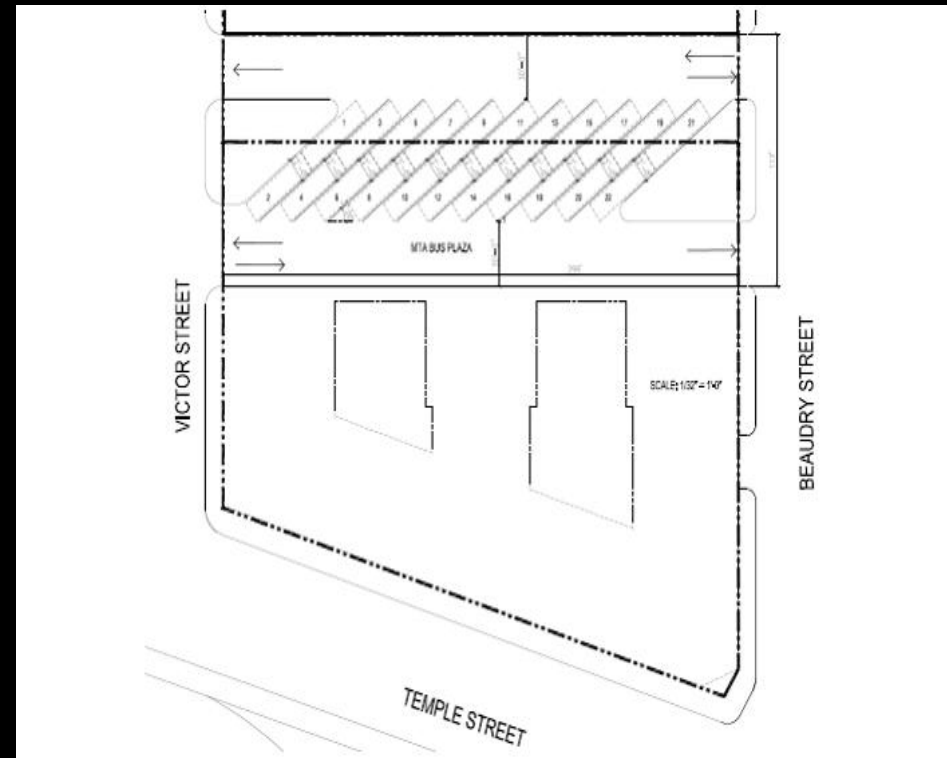 1 3 5 7 9 11 13 15 17 19 21
2 4 6 8 10 12 14 16 18 20 22
MTA BUS PLAZA
VICTOR STREET
BEAUDRY STREET
SCALE: 1/32" = 1'-0"
TEMPLE STREET